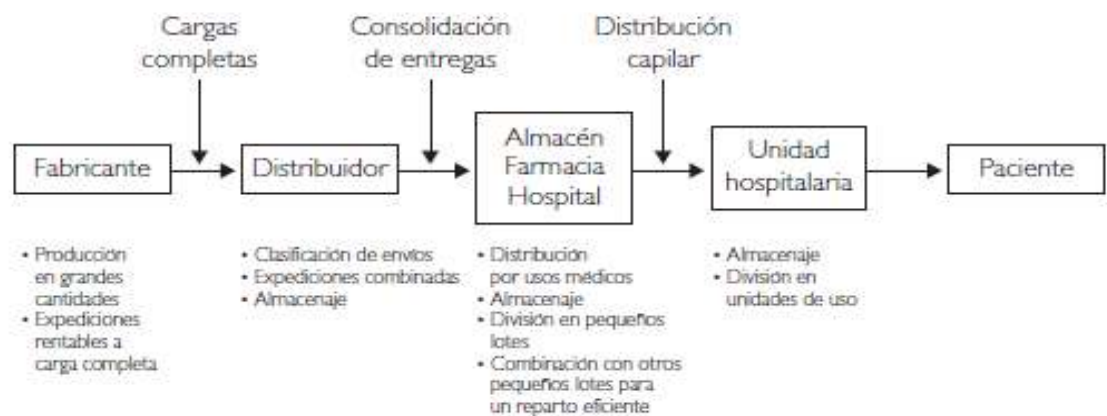 Cargas
completas
Consolidación
de entregas
Distribución
capilar
Fabricante
Distribuidor
Almacén
Farmacia
Hospital
Unidad
hospitalaria
Paciente
• Producción
en grandes
cantidades
• Expediciones
rentables a
carga completa
• Clasificación de envíos
• Expediciones combinadas
• Almacenaje
• Distribución
por usos médicos
• Almacenaje
• División en pequeños
lotes
• Combinación con otros
pequeños lotes para
un reparto eficiente
• Almacenaje
• División en
unidades de uso